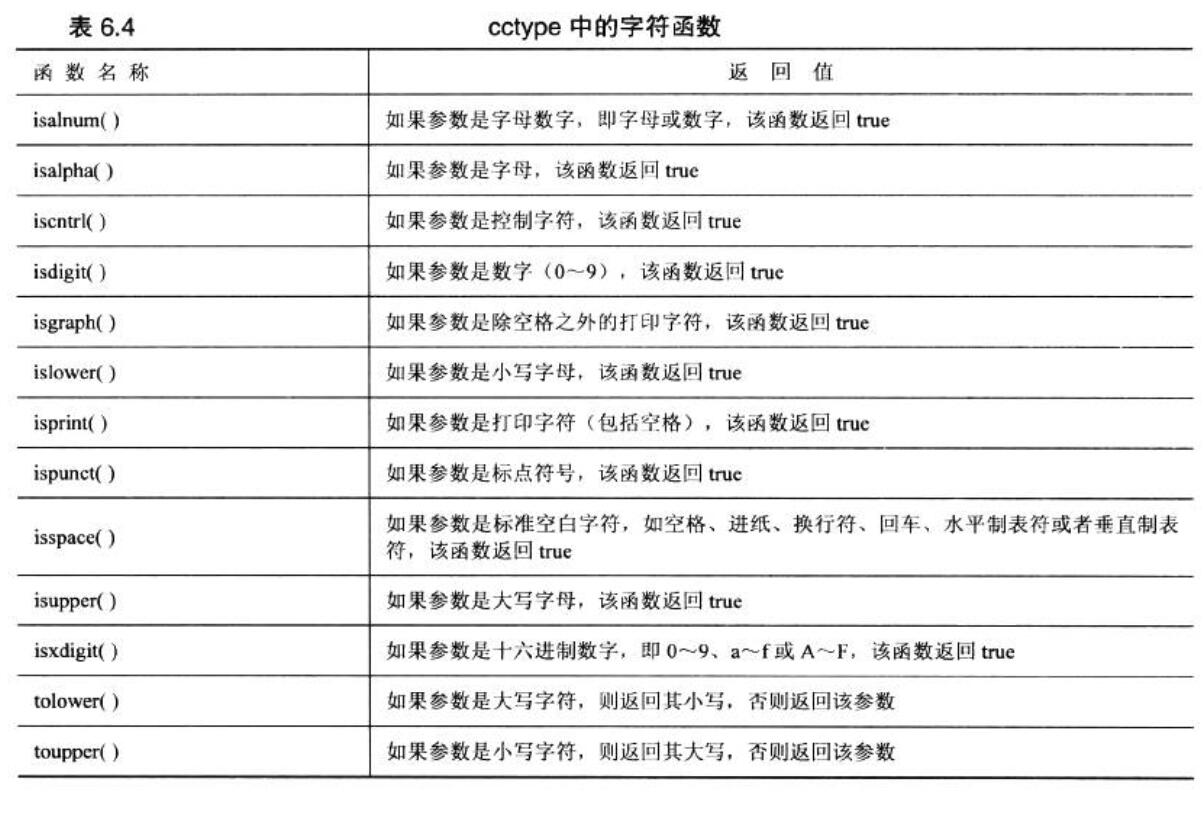 表 6.4 cctype 中的字符函数
函 数 名 称 返 回 值
isalnum( ) 如果参数是字母数字，即字母或数字，该函数返回 true
isalpha( ) 如果参数是字母，该函数返回 true
iscntrl( ) 如果参数是控制字符，该函数返回 true
isdigit( ) 如果参数是数字（0～9），该函数返回 true
isgraph( ) 如果参数是除空格之外的打印字符，该函数返回 true
islower( ) 如果参数是小写字母，该函数返回 true
isprint( ) 如果参数是打印字符（包括空格），该函数返回 true
ispunct( ) 如果参数是标点符号，该函数返回 true
isspace( ) 如果参数是标准空白字符，如空格、进纸、换行符、回车、水平制表符或者垂直制表
符，该函数返回 true
isupper( ) 如果参数是大写字母，该函数返回 true
isxdigit( ) 如果参数是十六进制数字，即 0～9、a～f 或 A～F，该函数返回 true
tolower( ) 如果参数是大写字符，则返回其小写，否则返回该参数
toupper( ) 如果参数是小写字符，则返回其大写，否则返回该参数